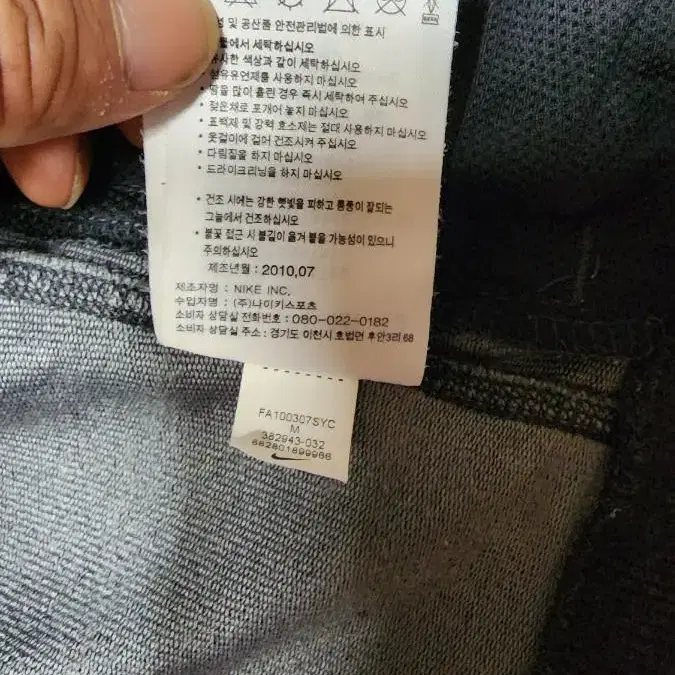 및 공산품 안전관리법에 의한 표시
세탁하십시오
색상과 같이 세탁하십시오
섬유유연제를 사용하지 마십시오
땀을 많이 흘린 경우 즉시 세탁하여 주십시오
• 젖은채로 포개어 놓지 마십시오
• 표백제 및 강력 효소제는 절대 사용하지 마십시오
• 옷걸이에 걸어 건조시켜 주십시오
• 다림질을 하지 마십시오
• 드라이크리닝을 하지 마십시오
• 건조 시에는 강한 햇빛을 피하고 통풍이 잘되는
그늘에서 건조하십시오
• 불꽃 접근 시 불길이 옮겨 붙을 가능성이 있으니
주의하십시오
제조년월 : 2010,07
제조자명 : NIKE INC.
수입자명 : (주)나이키스포츠
소비자 상담실 전화번호 : 080-022-0182
소비자 상담실 주소 : 경기도 이천시 호법면 후안3리 68
FA100307SYC
M
382943-032